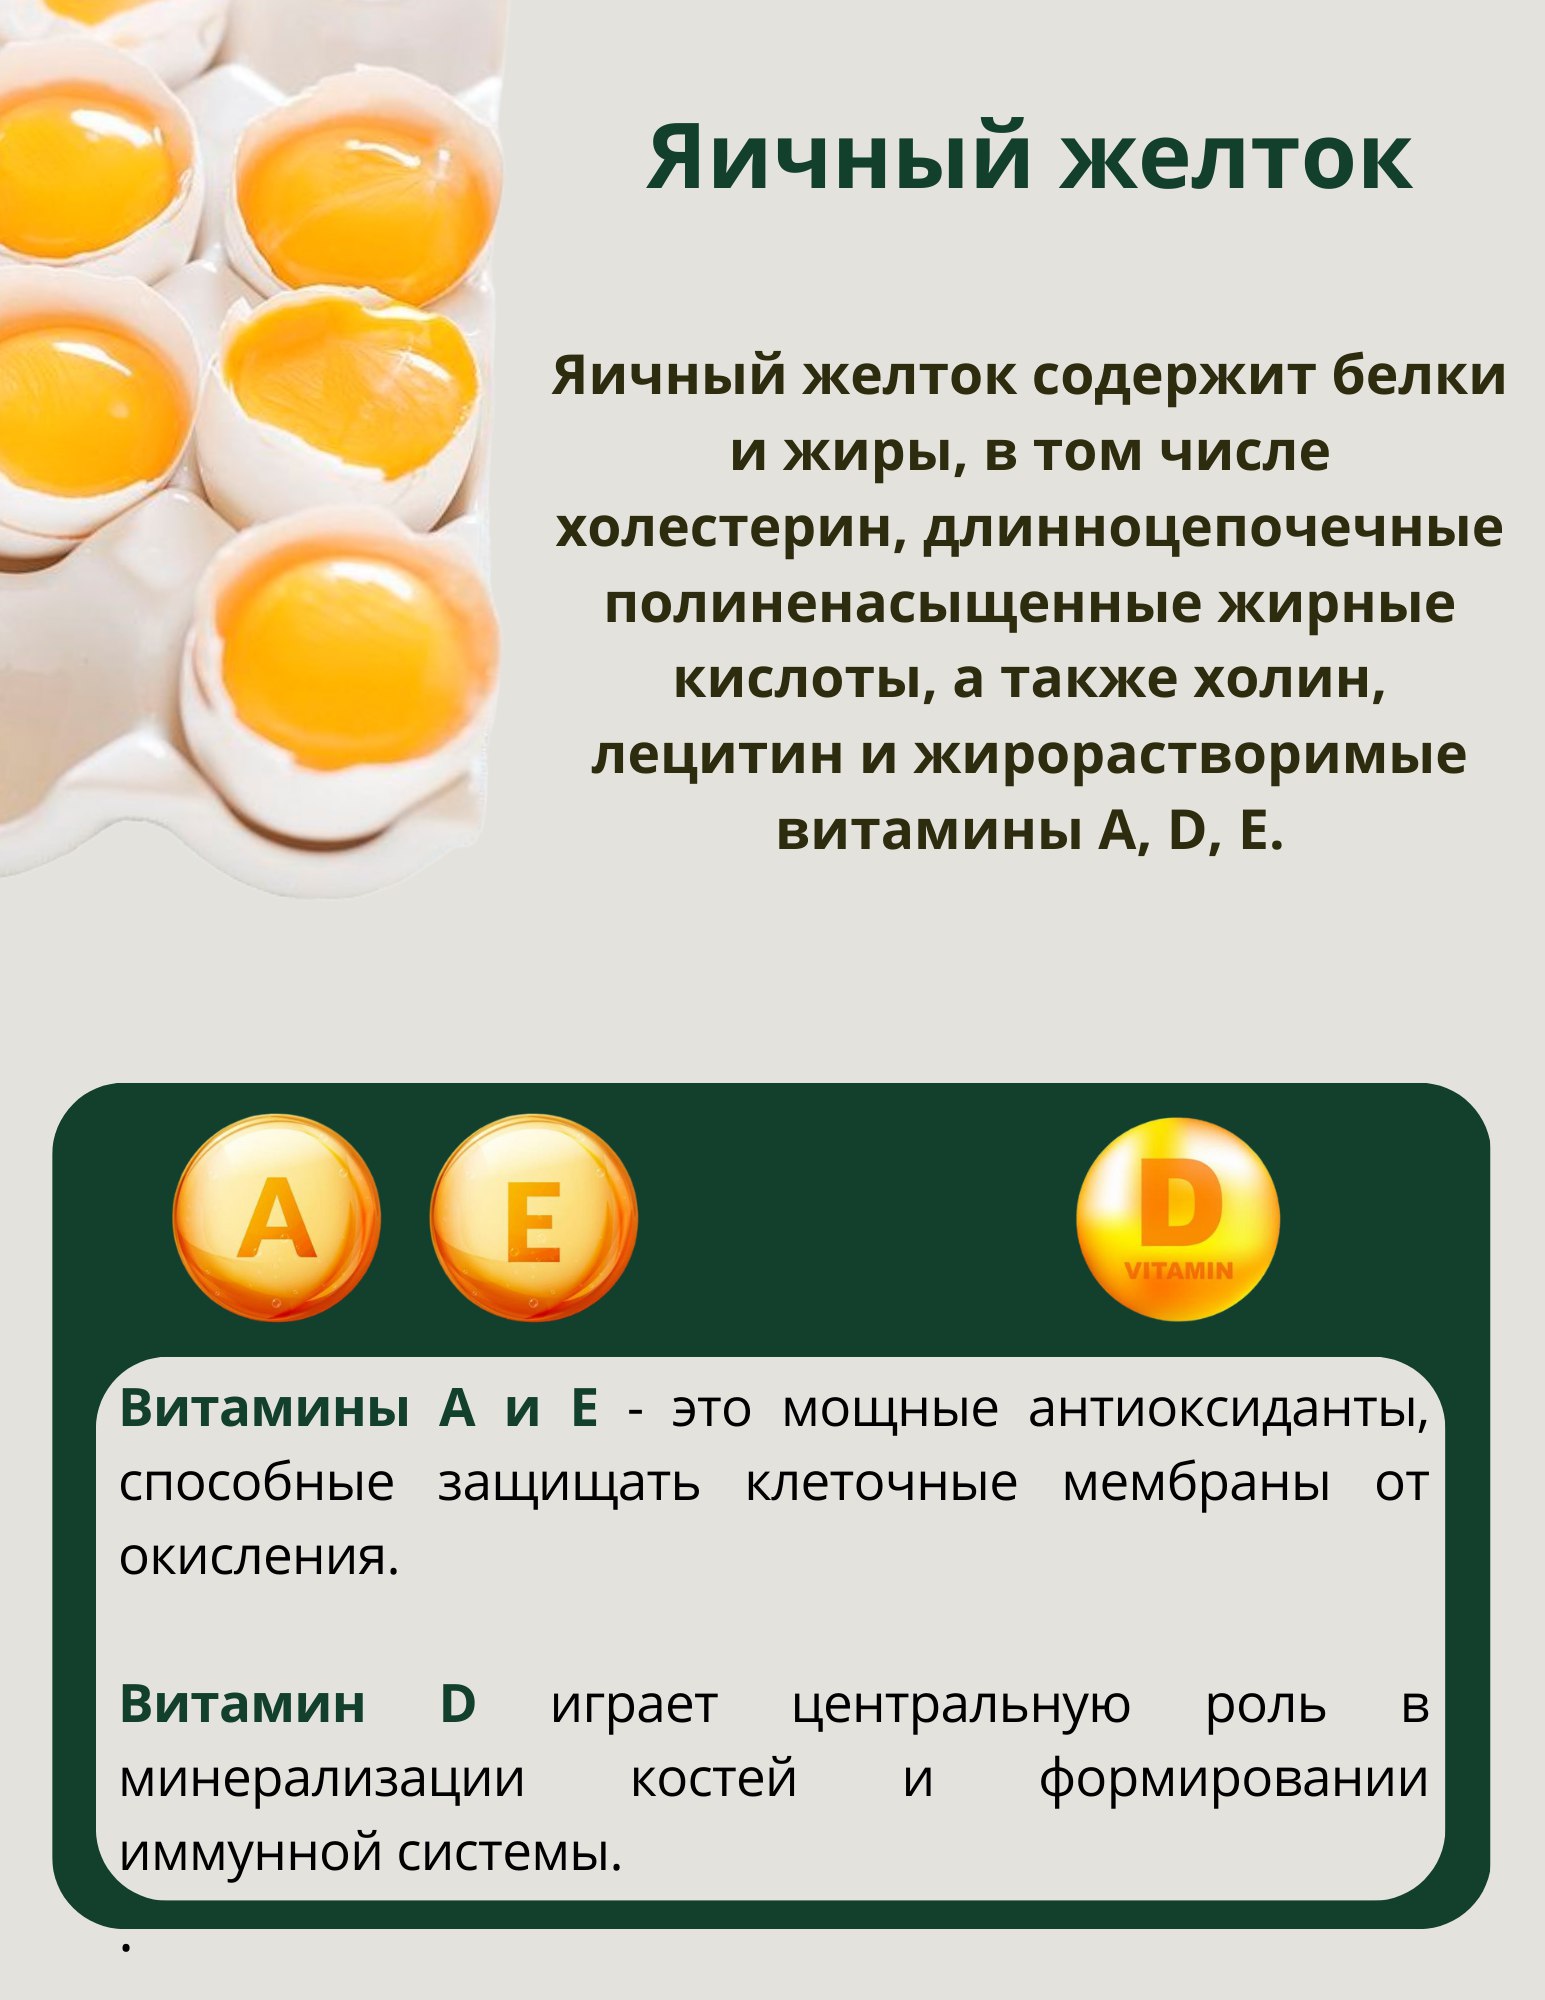 Яичный желток
Яичный желток содержит белки
и жиры, в том числе
холестерин, длинноцепочечные
полиненасыщенные жирные
кислоты, а также холин,
лецитин и жирорастворимые
витамины A, D, E.
A
E
D
VITAMIN
Витамины А и Е - это мощные антиоксиданты,
способные защищать клеточные мембраны от
окисления.
Витамин D играет центральную роль в
минерализации костей и формировании
иммунной системы.
.